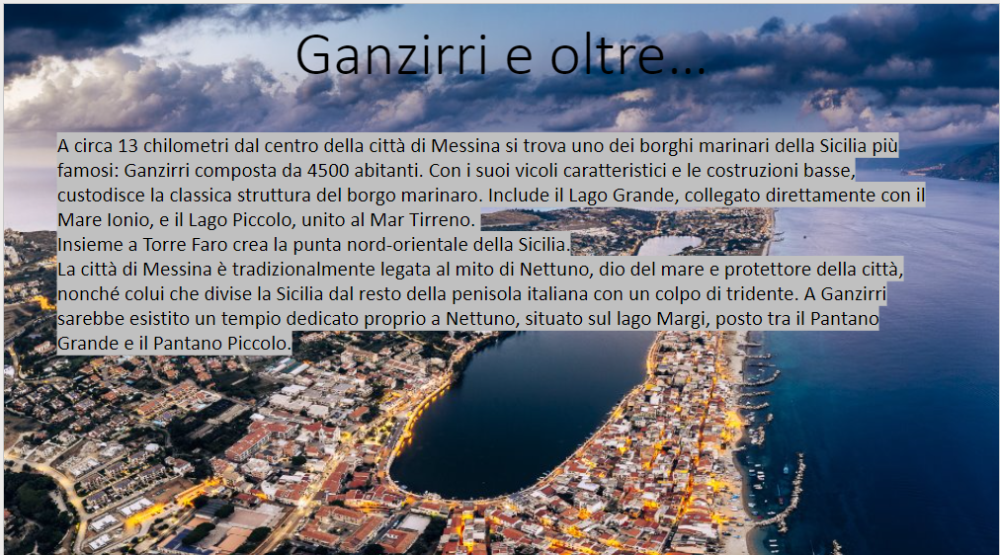 Ganzirri e oltre...
A circa 13 chilometri dal centro della città di Messina si trova uno dei borghi marinari della Sicilia più
famosi: Ganzirri composta da 4500 abitanti. Con i suoi vicoli caratteristici e le costruzioni basse,
custodisce la classica struttura del borgo marinaro. Include il Lago Grande, collegato direttamente con il
Mare Ionio, e il Lago Piccolo, unito al Mar Tirreno.
Insieme a Torre Faro crea la punta nord-orientale della Sicilia.
La città di Messina è tradizionalmente legata al mito di Nettuno, dio del mare e protettore della città,
nonché colui che divise la Sicilia dal resto della penisola italiana con un colpo di tridente. A Ganzirri
sarebbe esistito un tempio dedicato proprio a Nettuno, situato sul lago Margi, posto tra il Pantano
Grande e il Pantano Piccolo.